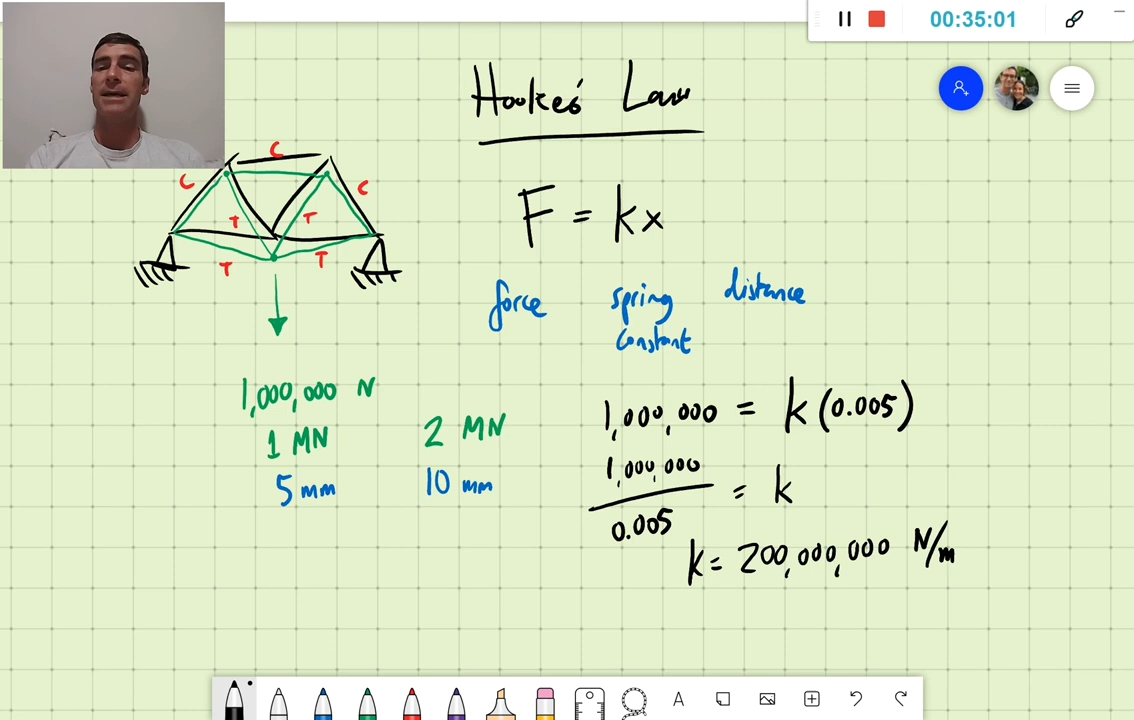 00:35:01
Hooke's Law
C
C
C
T
T
T
T
F = kx
force spring constant distance
1,000,000 N
1 MN 2 MN
5 mm 10 mm
1,000,000 = k (0.005)
1,000,000
0.005
= k
k = 200,000,000 N/m
A